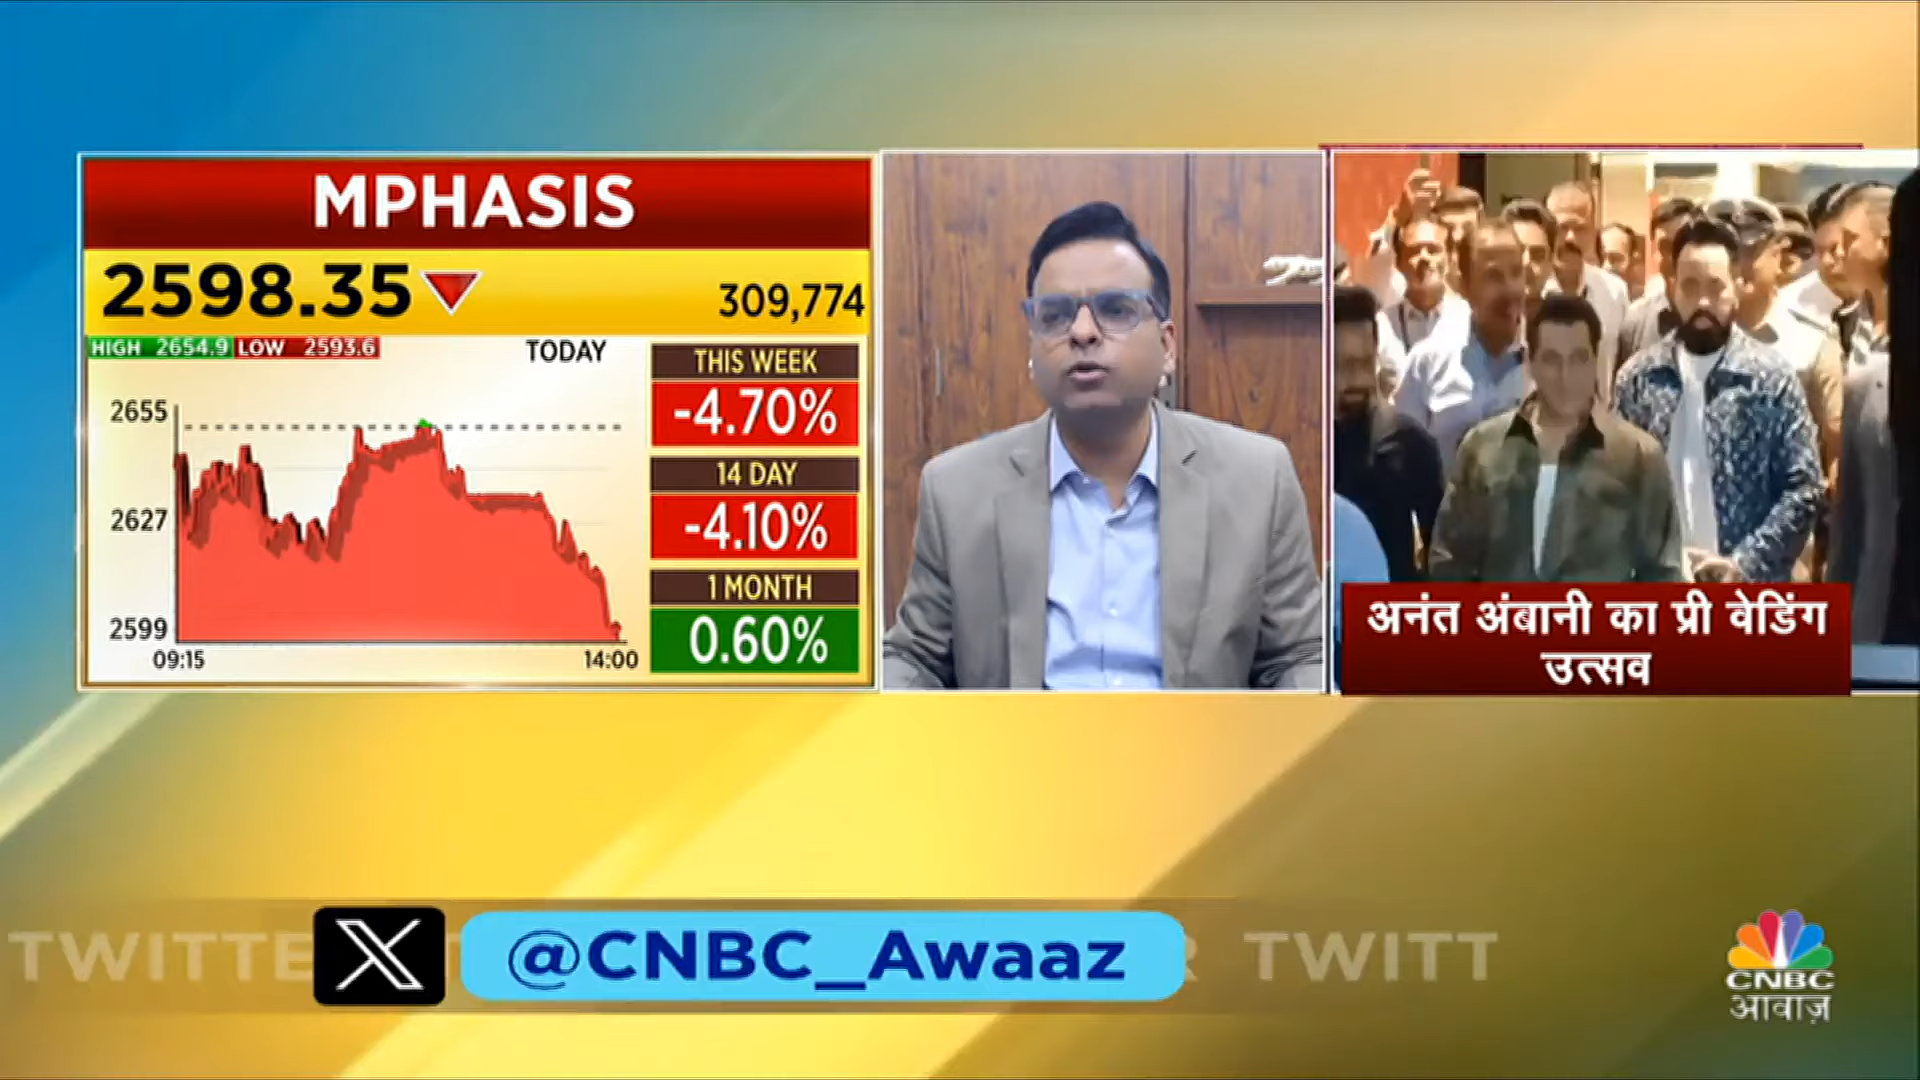 MPHASIS
2598.35
309,774
HIGH 2654.9 LOW 2593.6
TODAY
2655
2627
2599
09:15
14:00
THIS WEEK
-4.70%
14 DAY
-4.10%
1 MONTH
0.60%
अनंत अंबानी का प्री वेडिंग
उत्सव
TWITTE
X
@CNBC_Awaaz
R TWITT
CNBC
आवाज़